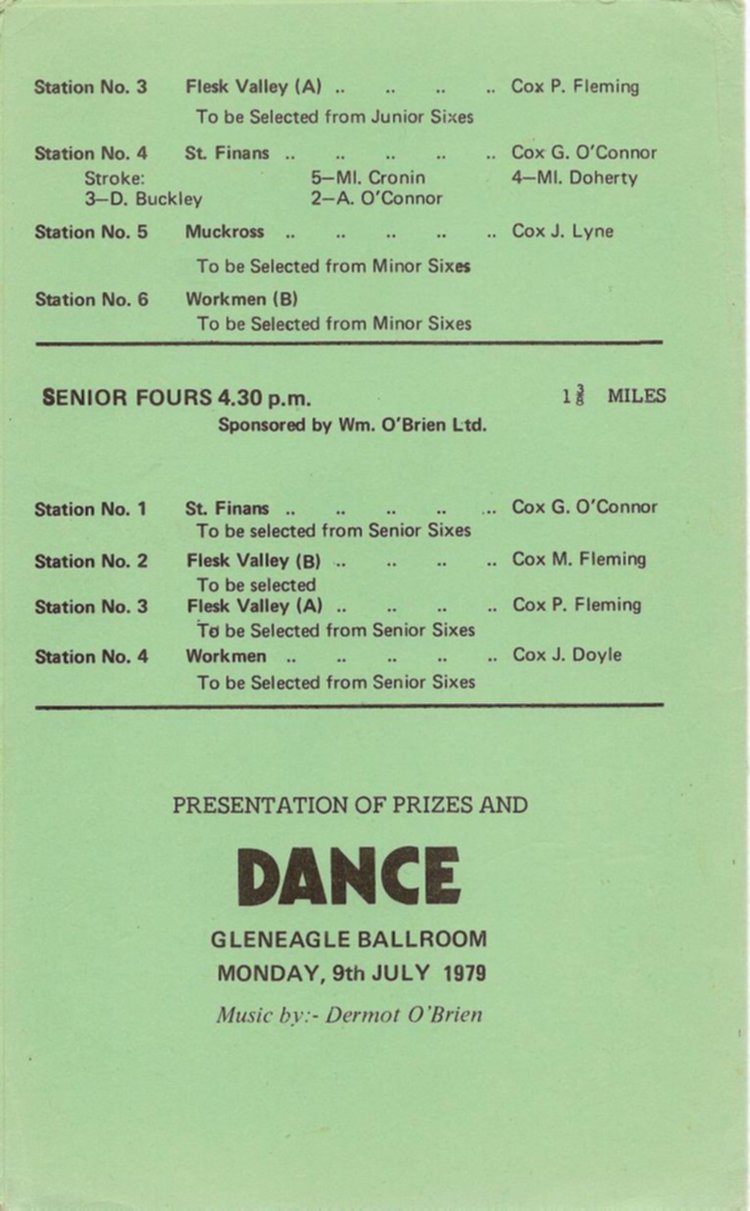 Station No. 3 Flesk Valley (A) .. .. .. .. Cox P. Fleming
To be Selected from Junior Sixes
Station No. 4 St. Finans .. .. .. .. .. Cox G. O'Connor
Stroke: 5—Ml. Cronin 4—Ml. Doherty
3—D. Buckley 2—A. O'Connor
Station No. 5 Muckross .. .. .. .. .. Cox J. Lyne
To be Selected from Minor Sixes
Station No. 6 Workmen (B)
To be Selected from Minor Sixes
SENIOR FOURS 4.30 p.m. 1 3/8 MILES
Sponsored by Wm. O'Brien Ltd.
Station No. 1 St. Finans .. .. .. .. ... Cox G. O'Connor
To be selected from Senior Sixes
Station No. 2 Flesk Valley (B) .. .. .. .. Cox M. Fleming
To be selected
Station No. 3 Flesk Valley (A) .. .. .. .. Cox P. Fleming
To be Selected from Senior Sixes
Station No. 4 Workmen .. .. .. .. .. Cox J. Doyle
To be Selected from Senior Sixes
PRESENTATION OF PRIZES AND
DANCE
GLENEAGLE BALLROOM
MONDAY, 9th JULY 1979
Music by:- Dermot O'Brien